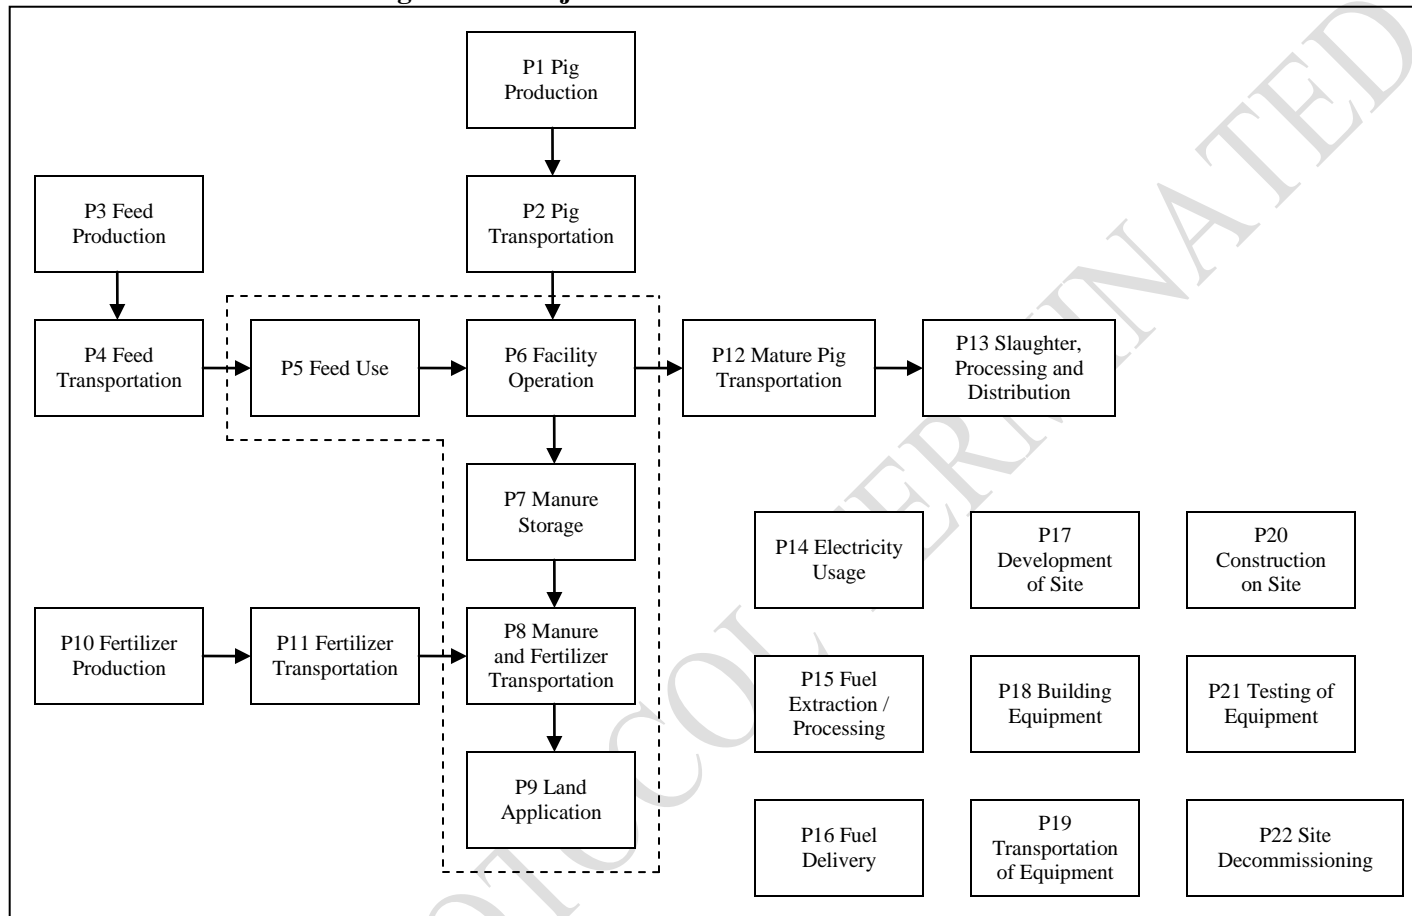 P1 Pig
Production
P3 Feed
Production
P2 Pig
Transportation
P4 Feed
Transportation
P5 Feed Use
P6 Facility
Operation
P12 Mature Pig
Transportation
P13 Slaughter,
Processing and
Distribution
P7 Manure
Storage
P14 Electricity
Usage
P17
Development
of Site
P20
Construction
on Site
P10 Fertilizer
Production
P11 Fertilizer
Transportation
P8 Manure
and Fertilizer
Transportation
P15 Fuel
Extraction /
Processing
P18 Building
Equipment
P21 Testing of
Equipment
P9 Land
Application
P16 Fuel
Delivery
P19
Transportation
of Equipment
P22 Site
Decommissioning